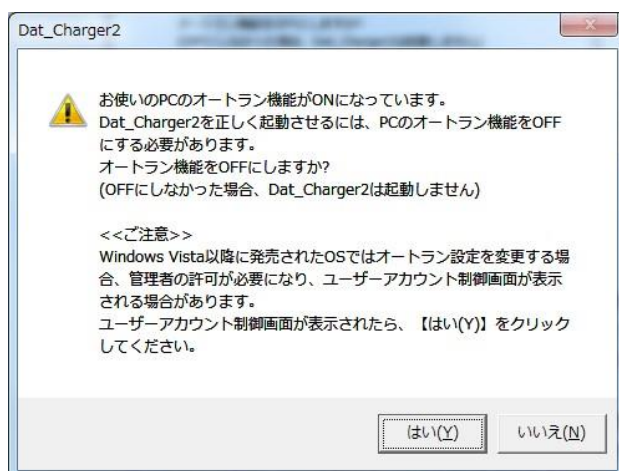 Dat_Charger2
お使いのPCのオートラン機能がONになっています。
Dat_Charger2を正しく起動させるには、PCのオートラン機能をOFF
にする必要があります。
オートラン機能をOFFにしますか?
(OFFにしなかった場合、Dat_Charger2は起動しません)
<<ご注意>>
Windows Vista以降に発売されたOSではオートラン設定を変更する場
合、管理者の許可が必要になり、ユーザーアカウント制御画面が表示
される場合があります。
ユーザーアカウント制御画面が表示されたら、【はい(Y)】をクリック
してください。
はい(Y) いいえ(N)